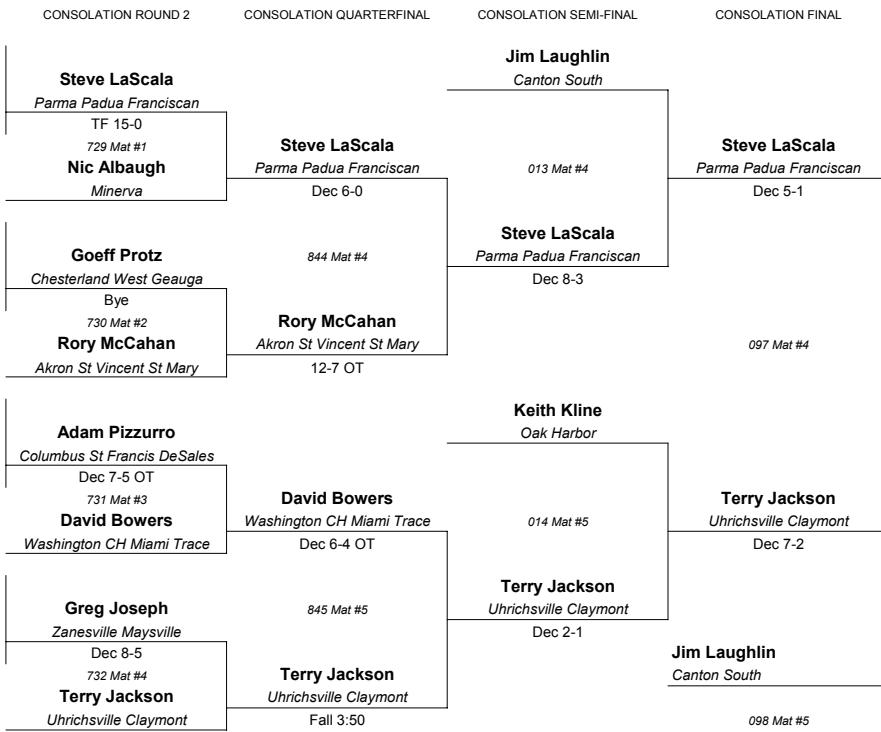 CONSOLATION ROUND 2
CONSOLATION QUARTERFINAL
CONSOLATION SEMI-FINAL
CONSOLATION FINAL
Steve LaScala
Parma Padua Franciscan
TF 15-0
729 Mat #1
Nic Albaugh
Minerva
Goeff Protz
Chesterland West Geauga
Bye
730 Mat #2
Rory McCahan
Akron St Vincent St Mary
Adam Pizzurro
Columbus St Francis DeSales
Dec 7-5 OT
731 Mat #3
David Bowers
Washington CH Miami Trace
Greg Joseph
Zanesville Maysville
Dec 8-5
732 Mat #4
Terry Jackson
Uhrichsville Claymont
Steve LaScala
Parma Padua Franciscan
Dec 6-0
844 Mat #4
Rory McCahan
Akron St Vincent St Mary
12-7 OT
David Bowers
Washington CH Miami Trace
Dec 6-4 OT
845 Mat #5
Terry Jackson
Uhrichsville Claymont
Fall 3:50
Jim Laughlin
Canton South
013 Mat #4
Steve LaScala
Parma Padua Franciscan
Dec 8-3
Keith Kline
Oak Harbor
014 Mat #5
Terry Jackson
Uhrichsville Claymont
Dec 2-1
Steve LaScala
Parma Padua Franciscan
Dec 5-1
097 Mat #4
Terry Jackson
Uhrichsville Claymont
Dec 7-2
Jim Laughlin
Canton South
098 Mat #5